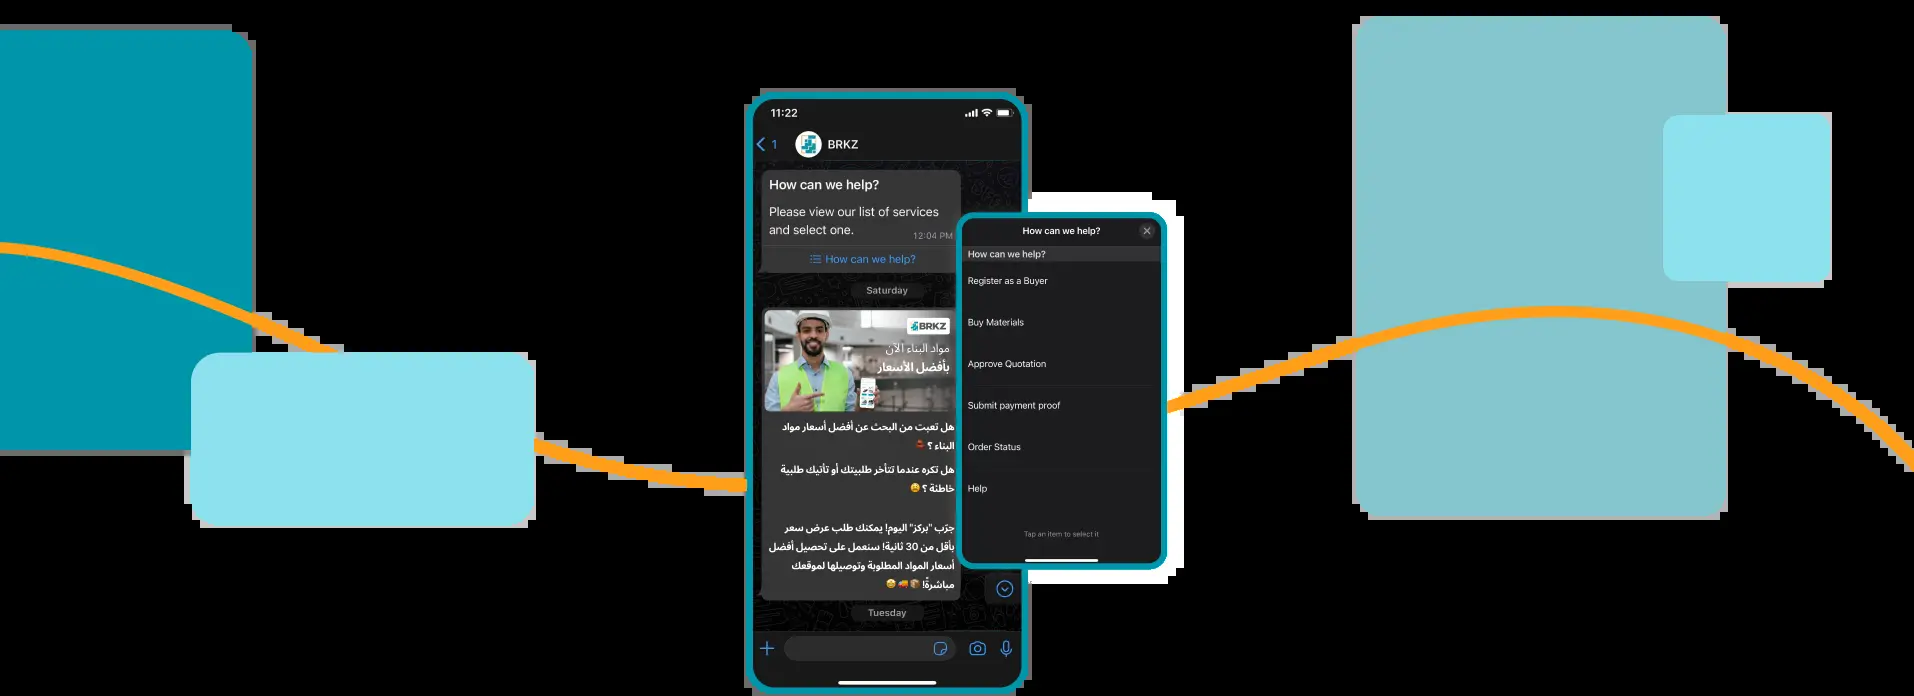 11:22
1
BRKZ
How can we help?
Please view our list of services
and select one.
12:04 PM
How can we help?
Saturday
BRKZ
مواد البناء الآن
بأفضل الأسعار
هل تعبت من البحث عن أفضل أسعار مواد
البناء ؟
هل تكره عندما تتأخر طلبيتك أو تأتيك طلبية
خاطئة ؟ 😩
جرّب "بركز" اليوم! يمكنك طلب عرض سعر
بأقل من 30 ثانية! سنعمل على تحصيل أفضل
أسعار المواد المطلوبة وتوصيلها لموقعك
مباشرةً! 📦🚚🤩
Tuesday
How can we help?
How can we help?
Register as a Buyer
Buy Materials
Approve Quotation
Submit payment proof
Order Status
Help
Tap an item to select it